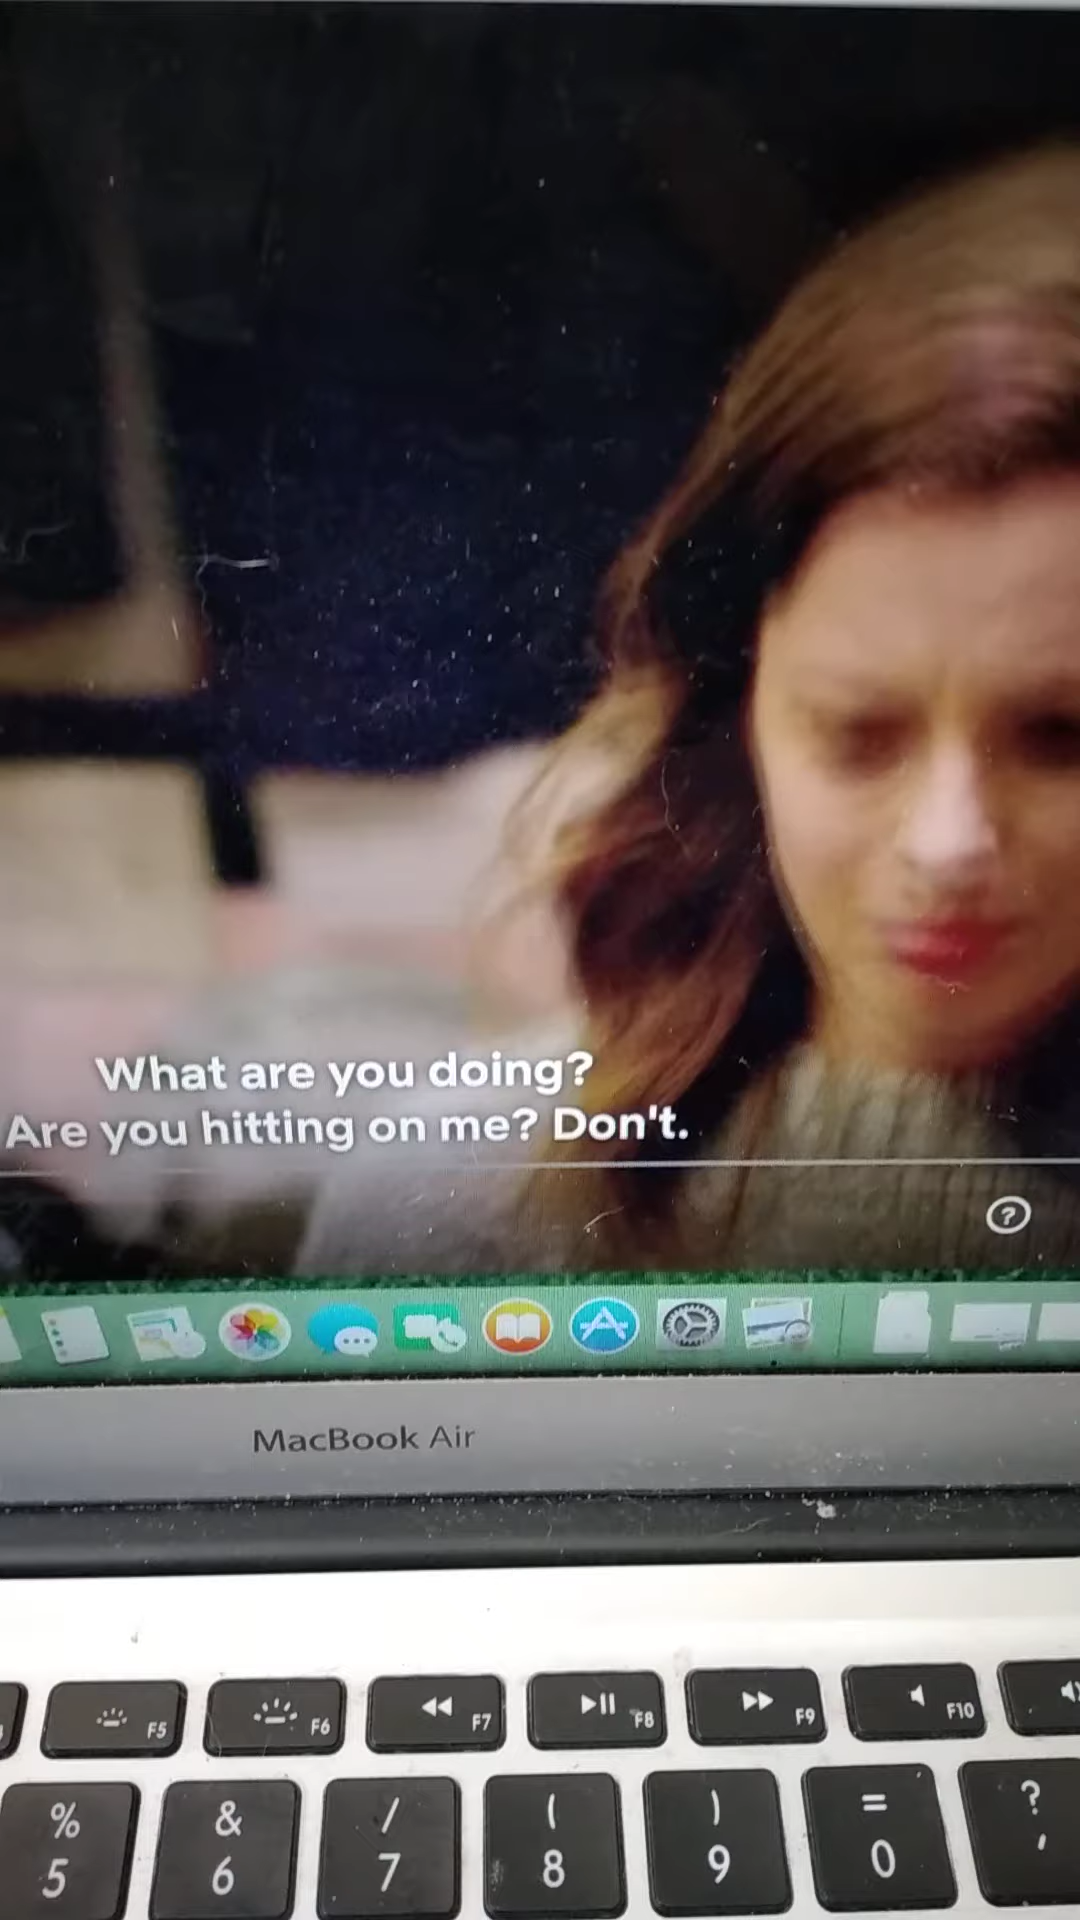 What are you doing?
Are you hitting on me? Don't.
?
MacBook Air
F5 F6 F7 F8 F9 F10
% & / ( ) = ?
5 6 7 8 9 0 '